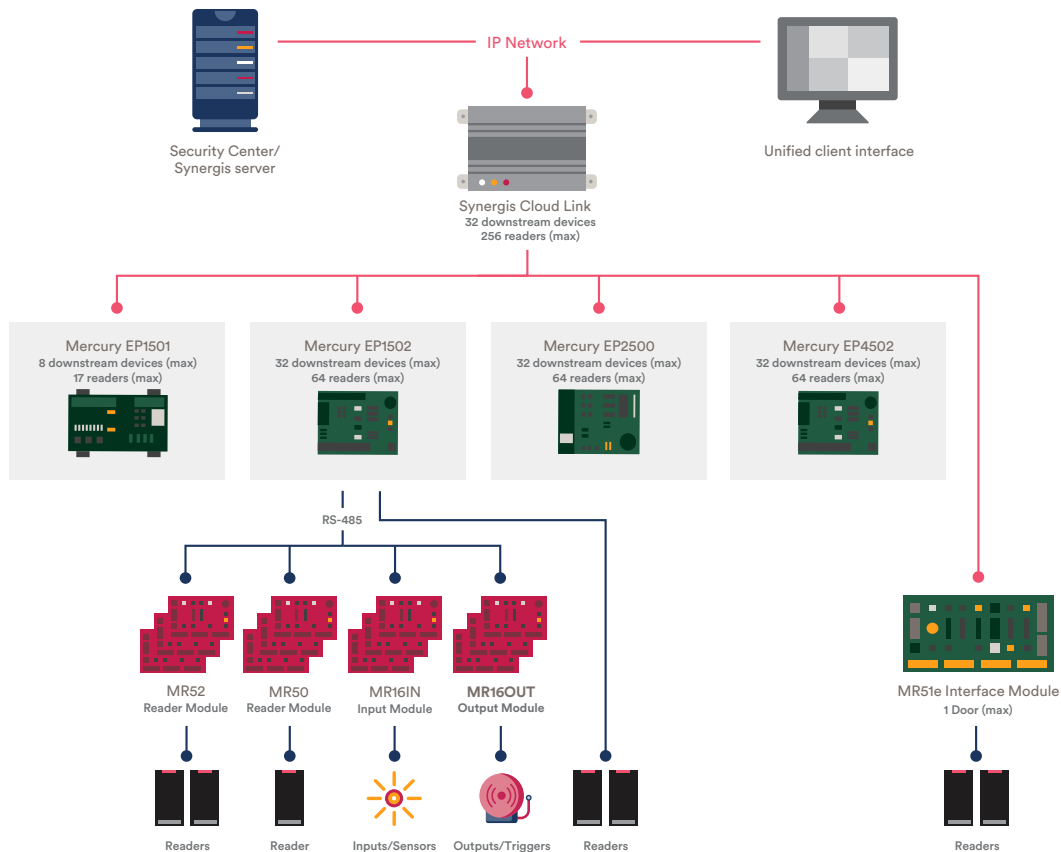 IP Network
Security Center/
Synergis server
Unified client interface
Synergis Cloud Link
32 downstream devices
256 readers (max)
Mercury EP1501
8 downstream devices (max)
17 readers (max)
Mercury EP1502
32 downstream devices (max)
64 readers (max)
Mercury EP2500
32 downstream devices (max)
64 readers (max)
Mercury EP4502
32 downstream devices (max)
64 readers (max)
RS-485
MR52
Reader Module
MR50
Reader Module
MR16IN
Input Module
MR16OUT
Output Module
MR51e Interface Module
1 Door (max)
Readers
Reader
Inputs/Sensors
Outputs/Triggers
Readers
Readers